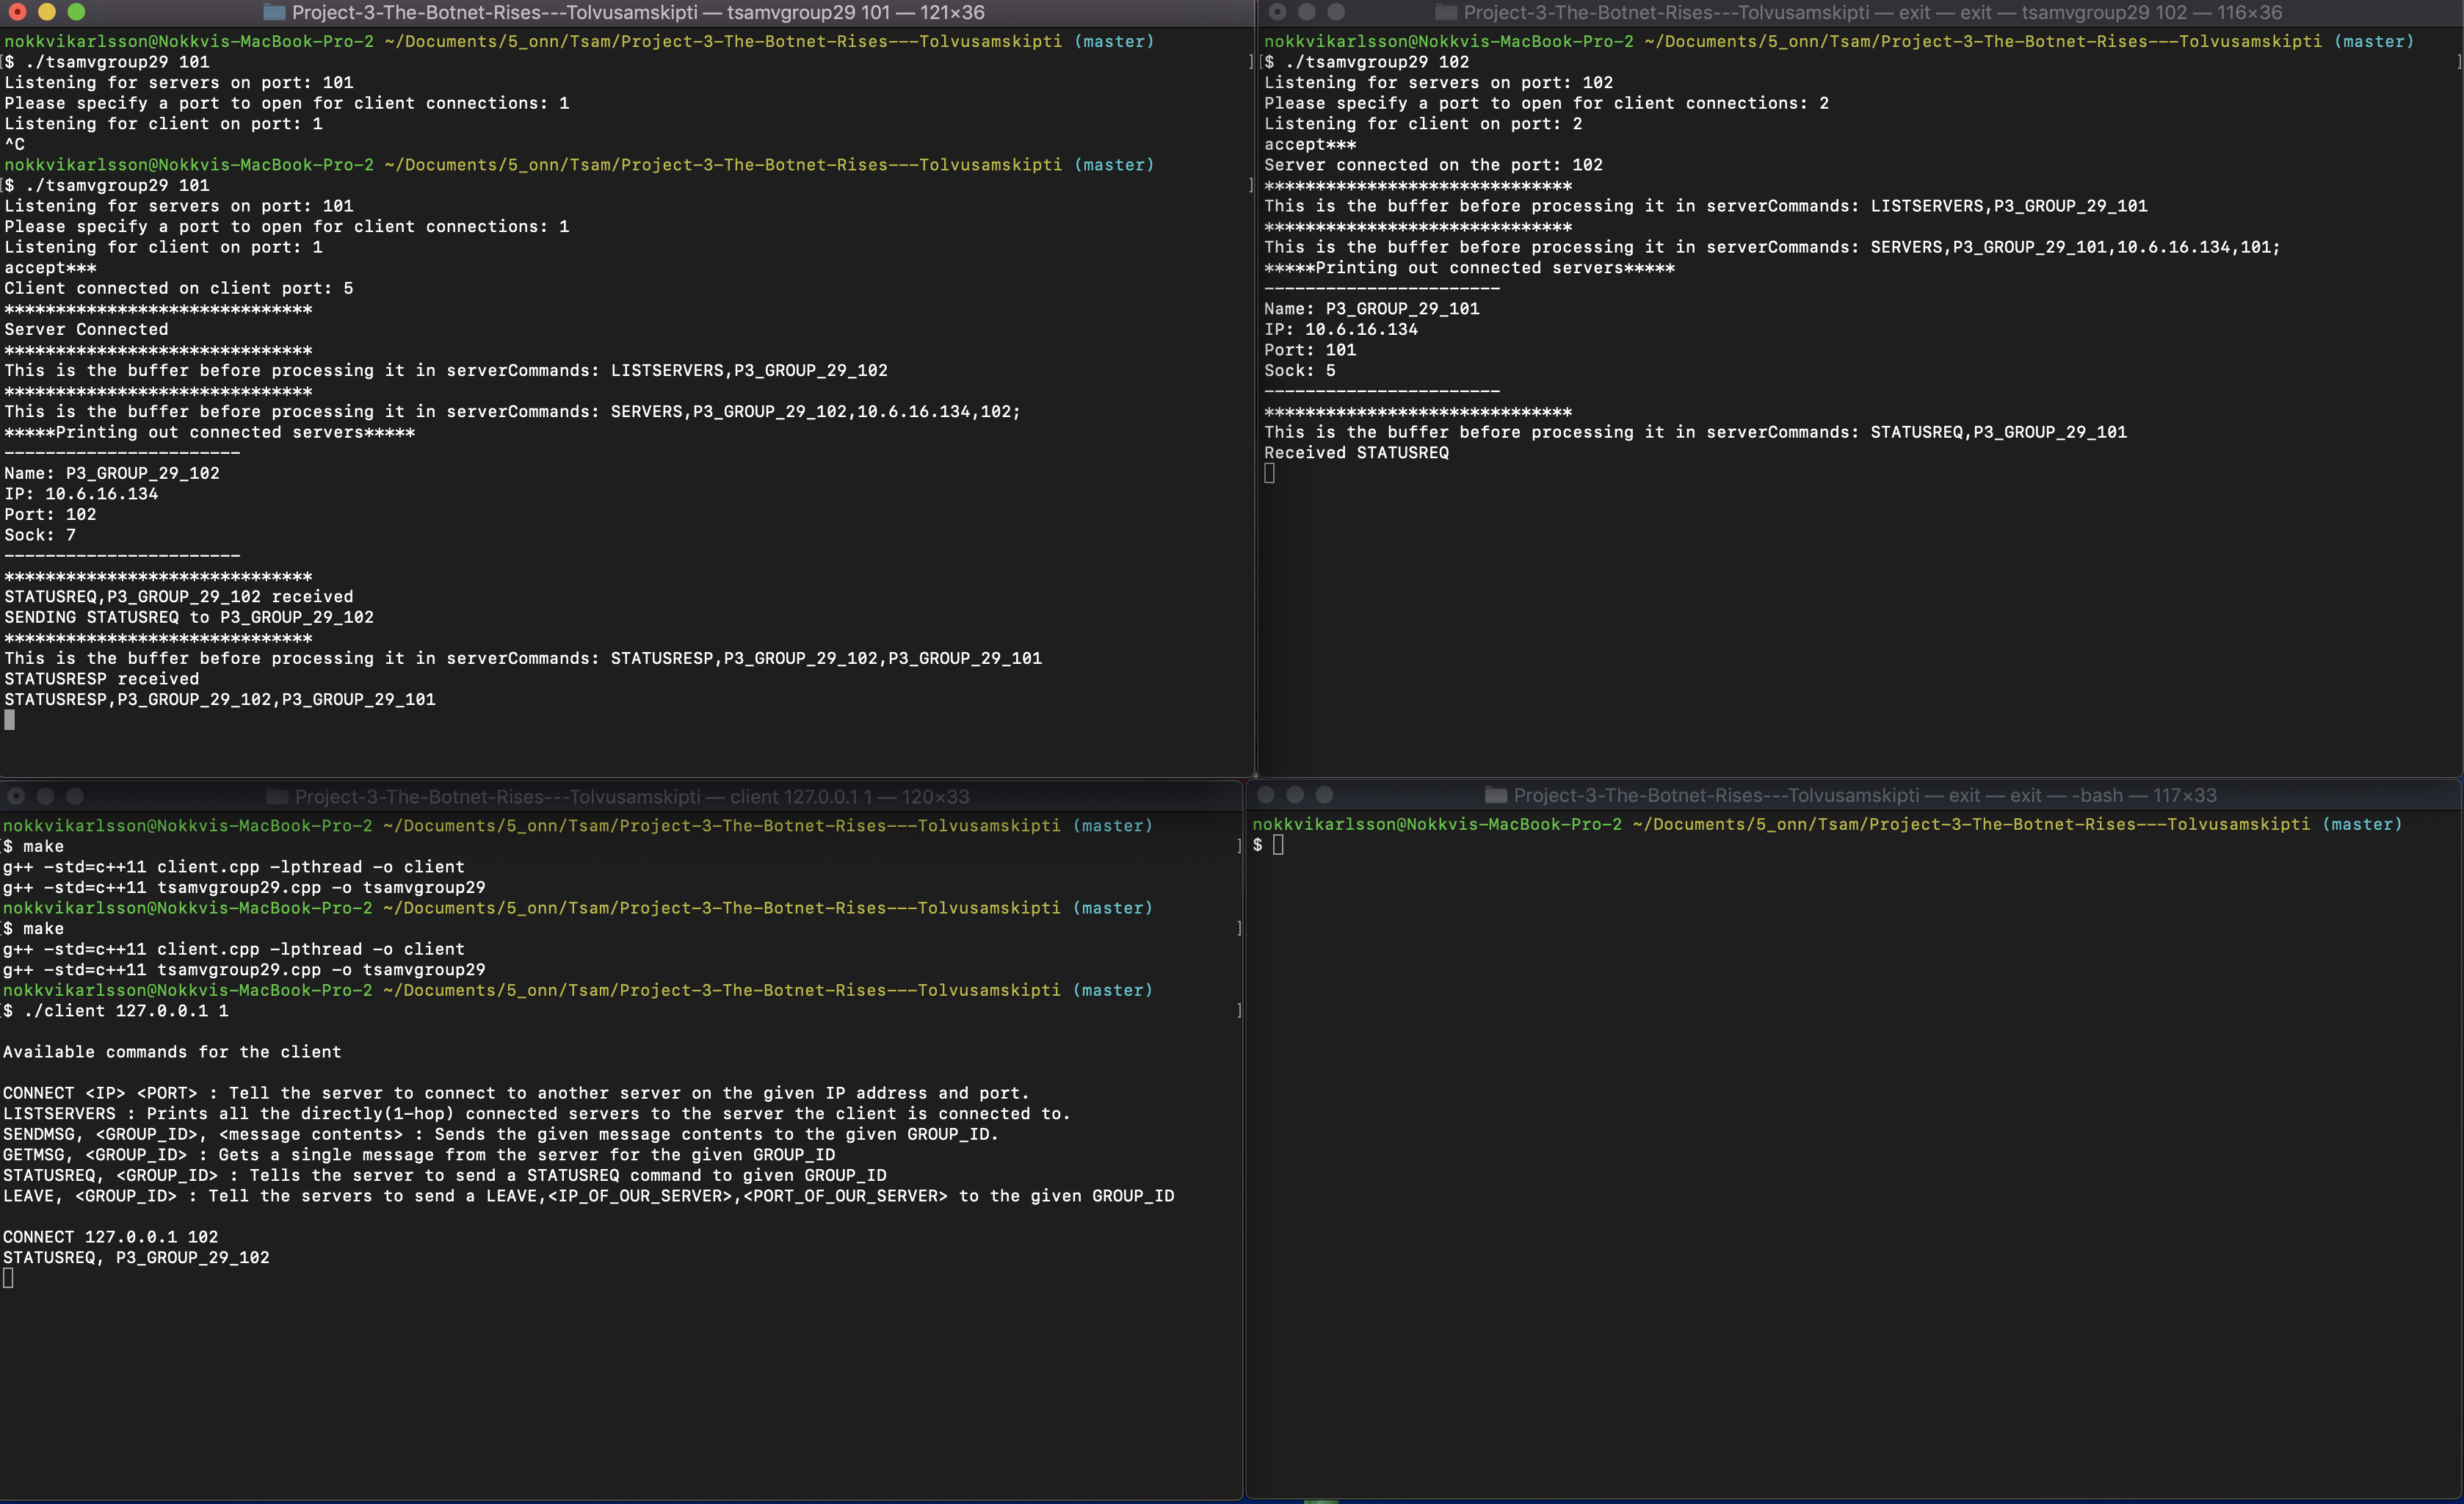 Project-3-The-Botnet-Rises---Tolvusamskipti — tsamvgroup29 101 — 121×36
nokkvikarlsson@Nokkvis-MacBook-Pro-2 ~/Documents/5_onn/Tsam/Project-3-The-Botnet-Rises---Tolvusamskipti (master)
[$ ./tsamvgroup29 101 ]
Listening for servers on port: 101
Please specify a port to open for client connections: 1
Listening for client on port: 1
^C
nokkvikarlsson@Nokkvis-MacBook-Pro-2 ~/Documents/5_onn/Tsam/Project-3-The-Botnet-Rises---Tolvusamskipti (master)
[$ ./tsamvgroup29 101 ]
Listening for servers on port: 101
Please specify a port to open for client connections: 1
Listening for client on port: 1
accept***
Client connected on client port: 5
******************************
Server Connected
******************************
This is the buffer before processing it in serverCommands: LISTSERVERS,P3_GROUP_29_102
******************************
This is the buffer before processing it in serverCommands: SERVERS,P3_GROUP_29_102,10.6.16.134,102;
*****Printing out connected servers*****
-----------------------
Name: P3_GROUP_29_102
IP: 10.6.16.134
Port: 102
Sock: 7
-----------------------
******************************
STATUSREQ,P3_GROUP_29_102 received
SENDING STATUSREQ to P3_GROUP_29_102
******************************
This is the buffer before processing it in serverCommands: STATUSRESP,P3_GROUP_29_102,P3_GROUP_29_101
STATUSRESP received
STATUSRESP,P3_GROUP_29_102,P3_GROUP_29_101
Project-3-The-Botnet-Rises---Tolvusamskipti — exit — exit — tsamvgroup29 102 — 116×36
nokkvikarlsson@Nokkvis-MacBook-Pro-2 ~/Documents/5_onn/Tsam/Project-3-The-Botnet-Rises---Tolvusamskipti (master)
[$ ./tsamvgroup29 102 ]
Listening for servers on port: 102
Please specify a port to open for client connections: 2
Listening for client on port: 2
accept***
Server connected on the port: 102
******************************
This is the buffer before processing it in serverCommands: LISTSERVERS,P3_GROUP_29_101
******************************
This is the buffer before processing it in serverCommands: SERVERS,P3_GROUP_29_101,10.6.16.134,101;
*****Printing out connected servers*****
-----------------------
Name: P3_GROUP_29_101
IP: 10.6.16.134
Port: 101
Sock: 5
-----------------------
******************************
This is the buffer before processing it in serverCommands: STATUSREQ,P3_GROUP_29_101
Received STATUSREQ
Project-3-The-Botnet-Rises---Tolvusamskipti — client 127.0.0.1 1 — 120×33
nokkvikarlsson@Nokkvis-MacBook-Pro-2 ~/Documents/5_onn/Tsam/Project-3-The-Botnet-Rises---Tolvusamskipti (master)
[$ make ]
g++ -std=c++11 client.cpp -lpthread -o client
g++ -std=c++11 tsamvgroup29.cpp -o tsamvgroup29
nokkvikarlsson@Nokkvis-MacBook-Pro-2 ~/Documents/5_onn/Tsam/Project-3-The-Botnet-Rises---Tolvusamskipti (master)
[$ make ]
g++ -std=c++11 client.cpp -lpthread -o client
g++ -std=c++11 tsamvgroup29.cpp -o tsamvgroup29
nokkvikarlsson@Nokkvis-MacBook-Pro-2 ~/Documents/5_onn/Tsam/Project-3-The-Botnet-Rises---Tolvusamskipti (master)
[$ ./client 127.0.0.1 1 ]
Available commands for the client
CONNECT <IP> <PORT> : Tell the server to connect to another server on the given IP address and port.
LISTSERVERS : Prints all the directly(1-hop) connected servers to the server the client is connected to.
SENDMSG, <GROUP_ID>, <message contents> : Sends the given message contents to the given GROUP_ID.
GETMSG, <GROUP_ID> : Gets a single message from the server for the given GROUP_ID
STATUSREQ, <GROUP_ID> : Tells the server to send a STATUSREQ command to given GROUP_ID
LEAVE, <GROUP_ID> : Tell the servers to send a LEAVE,<IP_OF_OUR_SERVER>,<PORT_OF_OUR_SERVER> to the given GROUP_ID
CONNECT 127.0.0.1 102
STATUSREQ, P3_GROUP_29_102
Project-3-The-Botnet-Rises---Tolvusamskipti — exit — exit — -bash — 117×33
nokkvikarlsson@Nokkvis-MacBook-Pro-2 ~/Documents/5_onn/Tsam/Project-3-The-Botnet-Rises---Tolvusamskipti (master)
$